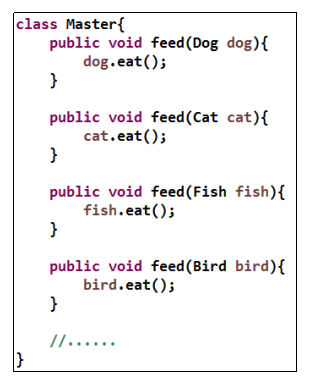 class Master{
    public void feed(Dog dog){
        dog.eat();
    }

    public void feed(Cat cat){
        cat.eat();
    }

    public void feed(Fish fish){
        fish.eat();
    }

    public void feed(Bird bird){
        bird.eat();
    }

    //......
}